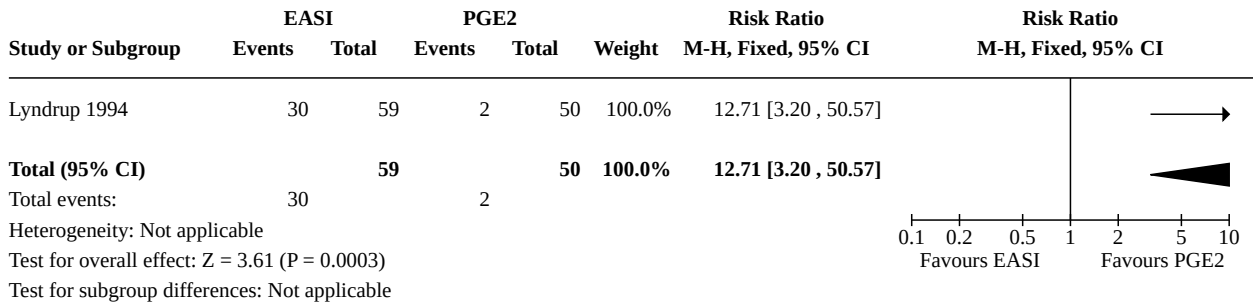 EASI PGE2 Risk Ratio Risk Ratio
Study or Subgroup Events Total Events Total Weight M-H, Fixed, 95% CI M-H, Fixed, 95% CI
Lyndrup 1994 30 59 2 50 100.0% 12.71 [3.20 , 50.57]
Total (95% CI) 59 50 100.0% 12.71 [3.20 , 50.57]
Total events: 30 2
Heterogeneity: Not applicable
0.1 0.2 0.5 1 2 5 10
Test for overall effect: Z = 3.61 (P = 0.0003) Favours EASI Favours PGE2
Test for subgroup differences: Not applicable